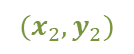 (x₂, y₂)